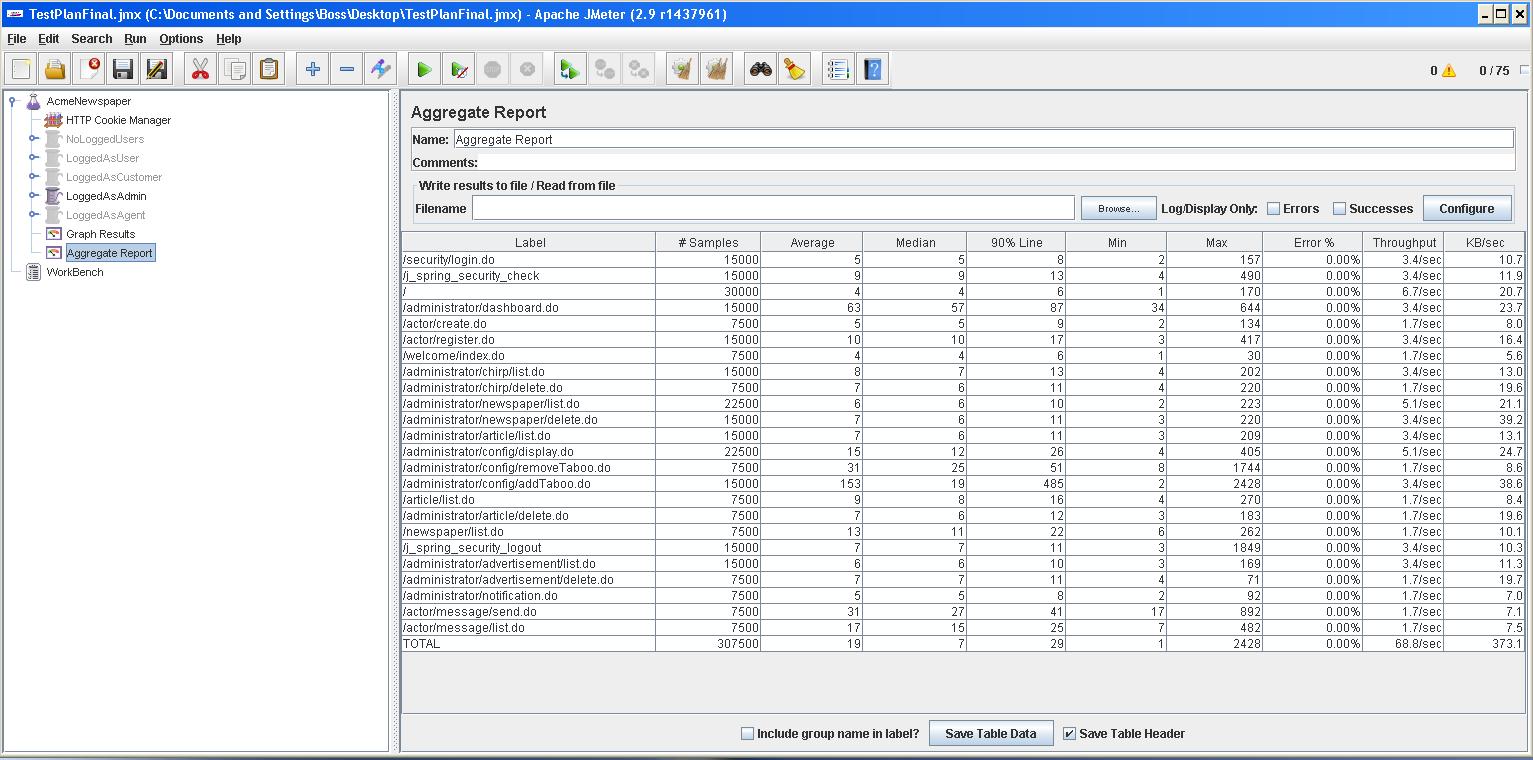 TestPlanFinal.jmx (C:\Documents and Settings\Boss\Desktop\TestPlanFinal.jmx) - Apache JMeter (2.9 r1437961)
File Edit Search Run Options Help
0 0 / 75
AcmeNewspaper
HTTP Cookie Manager
NoLoggedUsers
LoggedAsUser
LoggedAsCustomer
LoggedAsAdmin
LoggedAsAgent
Graph Results
Aggregate Report
WorkBench
Aggregate Report
Name: Aggregate Report
Comments:
Write results to file / Read from file
Filename Browse... Log/Display Only: Errors Successes Configure
Label # Samples Average Median 90% Line Min Max Error % Throughput KB/sec
/security/login.do 15000 5 5 8 2 157 0.00% 3.4/sec 10.7
/j_spring_security_check 15000 9 9 13 4 490 0.00% 3.4/sec 11.9
/ 30000 4 4 6 1 170 0.00% 6.7/sec 20.7
/administrator/dashboard.do 15000 63 57 87 34 644 0.00% 3.4/sec 23.7
/actor/create.do 7500 5 5 9 2 134 0.00% 1.7/sec 8.0
/actor/register.do 15000 10 10 17 3 417 0.00% 3.4/sec 16.4
/welcome/index.do 7500 4 4 6 1 30 0.00% 1.7/sec 5.6
/administrator/chirp/list.do 15000 8 7 13 4 202 0.00% 3.4/sec 13.0
/administrator/chirp/delete.do 7500 7 6 11 4 220 0.00% 1.7/sec 19.6
/administrator/newspaper/list.do 22500 6 6 10 2 223 0.00% 5.1/sec 21.1
/administrator/newspaper/delete.do 15000 7 6 11 3 220 0.00% 3.4/sec 39.2
/administrator/article/list.do 15000 7 6 11 3 209 0.00% 3.4/sec 13.1
/administrator/config/display.do 22500 15 12 26 4 405 0.00% 5.1/sec 24.7
/administrator/config/removeTaboo.do 7500 31 25 51 8 1744 0.00% 1.7/sec 8.6
/administrator/config/addTaboo.do 15000 153 19 485 2 2428 0.00% 3.4/sec 38.6
/article/list.do 7500 9 8 16 4 270 0.00% 1.7/sec 8.4
/administrator/article/delete.do 7500 7 6 12 3 183 0.00% 1.7/sec 19.6
/newspaper/list.do 7500 13 11 22 6 262 0.00% 1.7/sec 10.1
/j_spring_security_logout 15000 7 7 11 3 1849 0.00% 3.4/sec 10.3
/administrator/advertisement/list.do 15000 6 6 10 3 169 0.00% 3.4/sec 11.3
/administrator/advertisement/delete.do 7500 7 7 11 4 71 0.00% 1.7/sec 19.7
/administrator/notification.do 7500 5 5 8 2 92 0.00% 1.7/sec 7.0
/actor/message/send.do 7500 31 27 41 17 892 0.00% 1.7/sec 7.1
/actor/message/list.do 7500 17 15 25 7 482 0.00% 1.7/sec 7.5
TOTAL 307500 19 7 29 1 2428 0.00% 68.8/sec 373.1
Include group name in label? Save Table Data Save Table Header